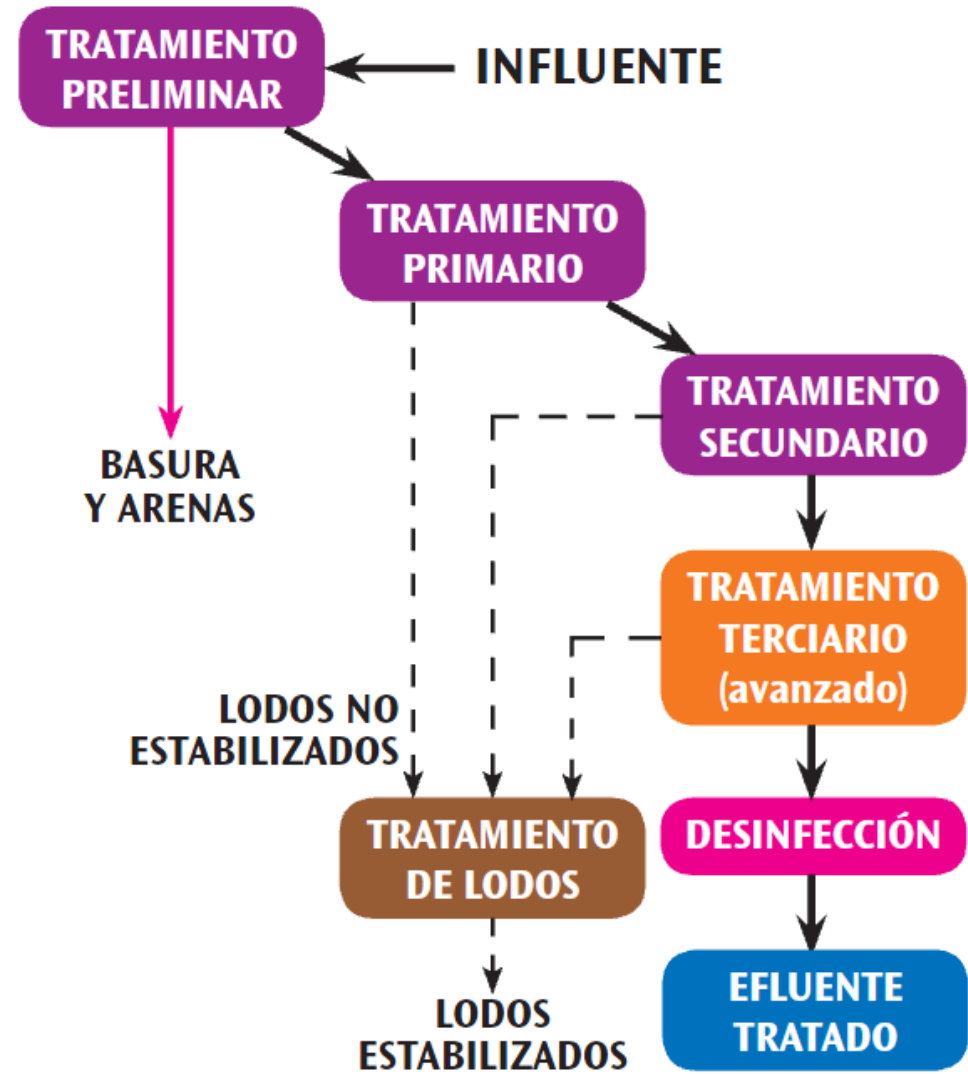 TRATAMIENTO
PRELIMINAR
INFLUENTE
TRATAMIENTO
PRIMARIO
TRATAMIENTO
SECUNDARIO
BASURA
Y ARENAS
TRATAMIENTO
TERCIARIO
(avanzado)
LODOS NO
ESTABILIZADOS
TRATAMIENTO
DE LODOS
DESINFECCIÓN
LODOS
ESTABILIZADOS
EFLUENTE
TRATADO